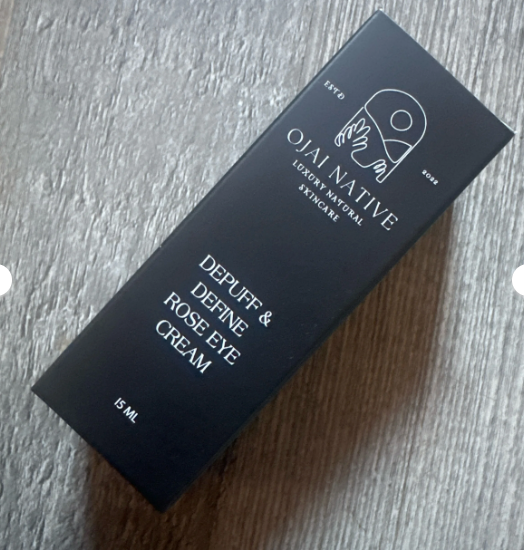 EST'D
2022
OJAI NATIVE
LUXURY NATURAL
SKINCARE
DEPUFF &
DEFINE
ROSE EYE
CREAM
15 ML